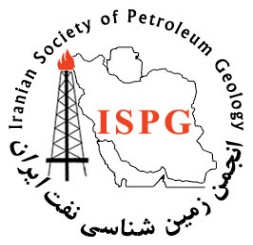 Iranian Society of Petroleum Geology
ISPG
انجمن زمین شناسی نفت ایران